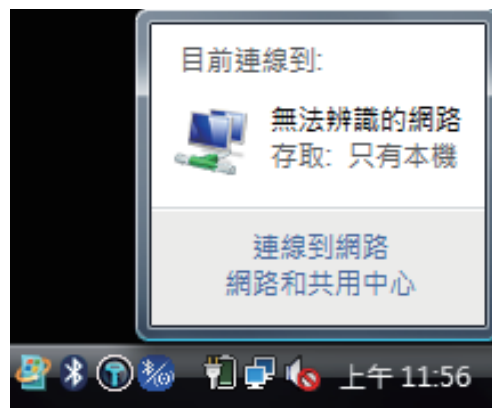 目前連線到:
無法辨識的網路
存取: 只有本機
連線到網路
網路和共用中心
上午 11:56